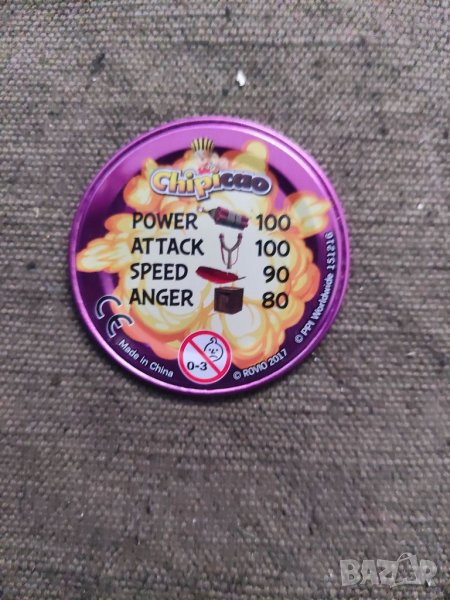 Chipicao
POWER 100
ATTACK 100
SPEED 90
ANGER 80
CE
Made in China
0-3
© ROVIO 2017
© PPI Worldwide 151216
BAZAR